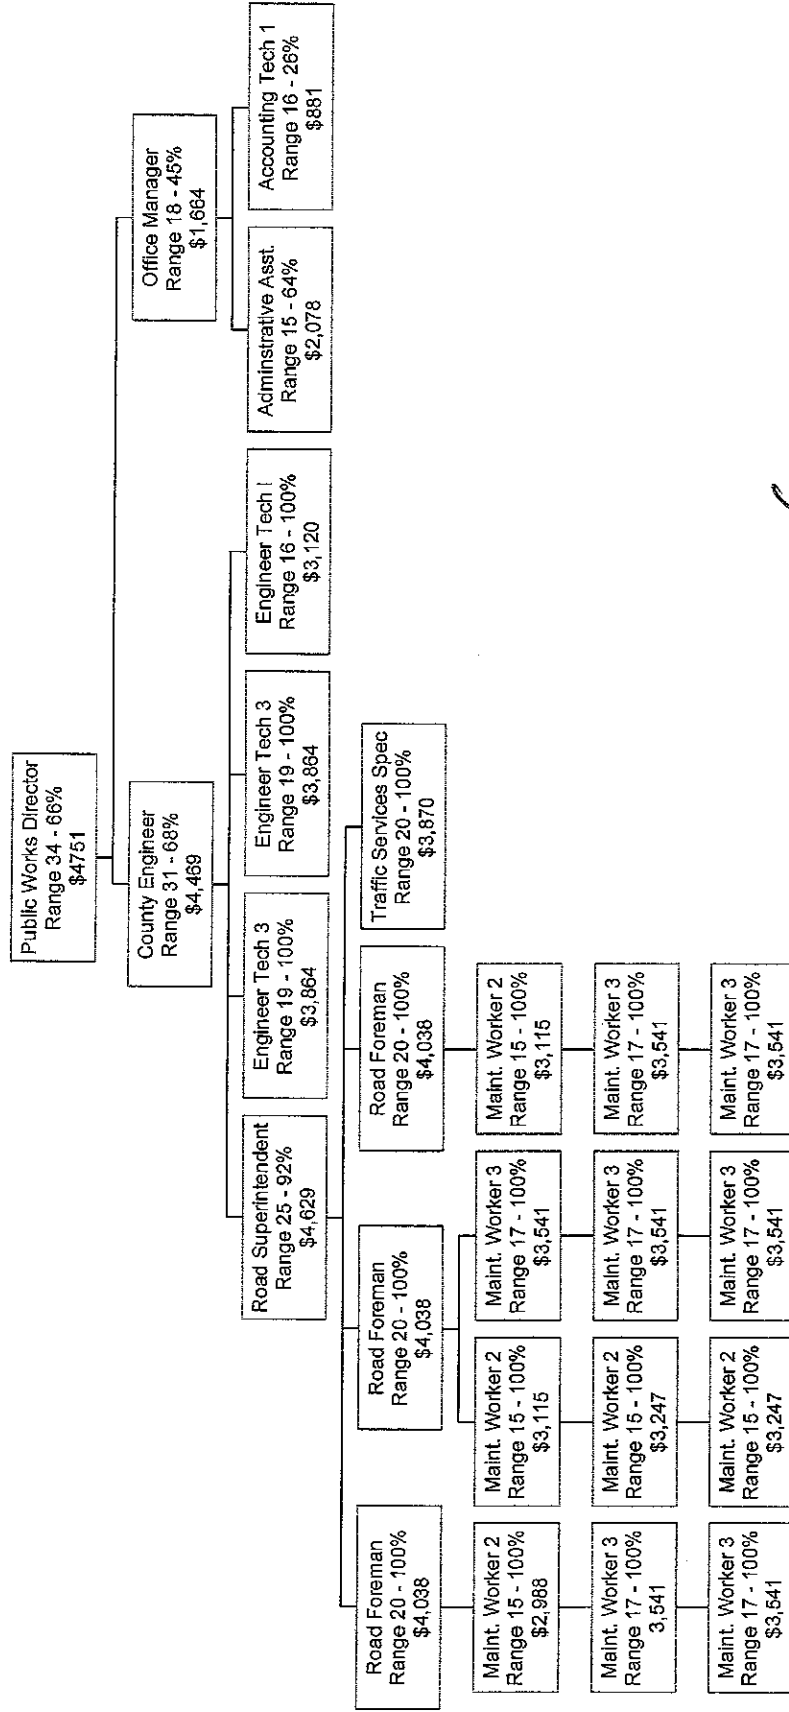 Public Works Director
Range 34 - 66%
$4751
County Engineer
Range 31 - 68%
$4,469
Office Manager
Range 18 - 45%
$1,664
Road Superintendent
Range 25 - 92%
$4,629
Engineer Tech 3
Range 19 - 100%
$3,864
Engineer Tech 3
Range 19 - 100%
$3,864
Engineer Tech I
Range 16 - 100%
$3,120
Adminstrative Asst.
Range 15 - 64%
$2,078
Accounting Tech 1
Range 16 - 26%
$881
Road Foreman
Range 20 - 100%
$4,038
Road Foreman
Range 20 - 100%
$4,038
Road Foreman
Range 20 - 100%
$4,038
Traffic Services Spec
Range 20 - 100%
$3,870
Maint. Worker 2
Range 15 - 100%
$2,988
Maint. Worker 2
Range 15 - 100%
$3,115
Maint. Worker 3
Range 17 - 100%
$3,541
Maint. Worker 2
Range 15 - 100%
$3,115
Maint. Worker 3
Range 17 - 100%
3,541
Maint. Worker 2
Range 15 - 100%
$3,247
Maint. Worker 3
Range 17 - 100%
$3,541
Maint. Worker 3
Range 17 - 100%
$3,541
Maint. Worker 3
Range 17 - 100%
$3,541
Maint. Worker 2
Range 15 - 100%
$3,247
Maint. Worker 3
Range 17 - 100%
$3,541
Maint. Worker 3
Range 17 - 100%
$3,541